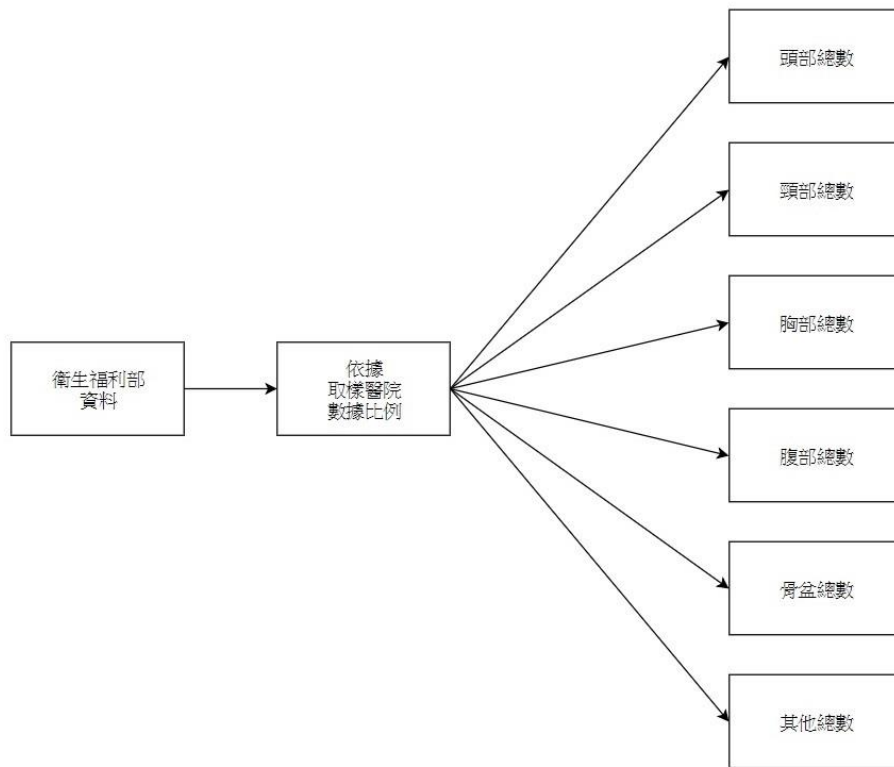 頭部總數
頸部總數
胸部總數
衛生福利部
資料
依據
取樣醫院
數據比例
腹部總數
骨盆總數
其他總數